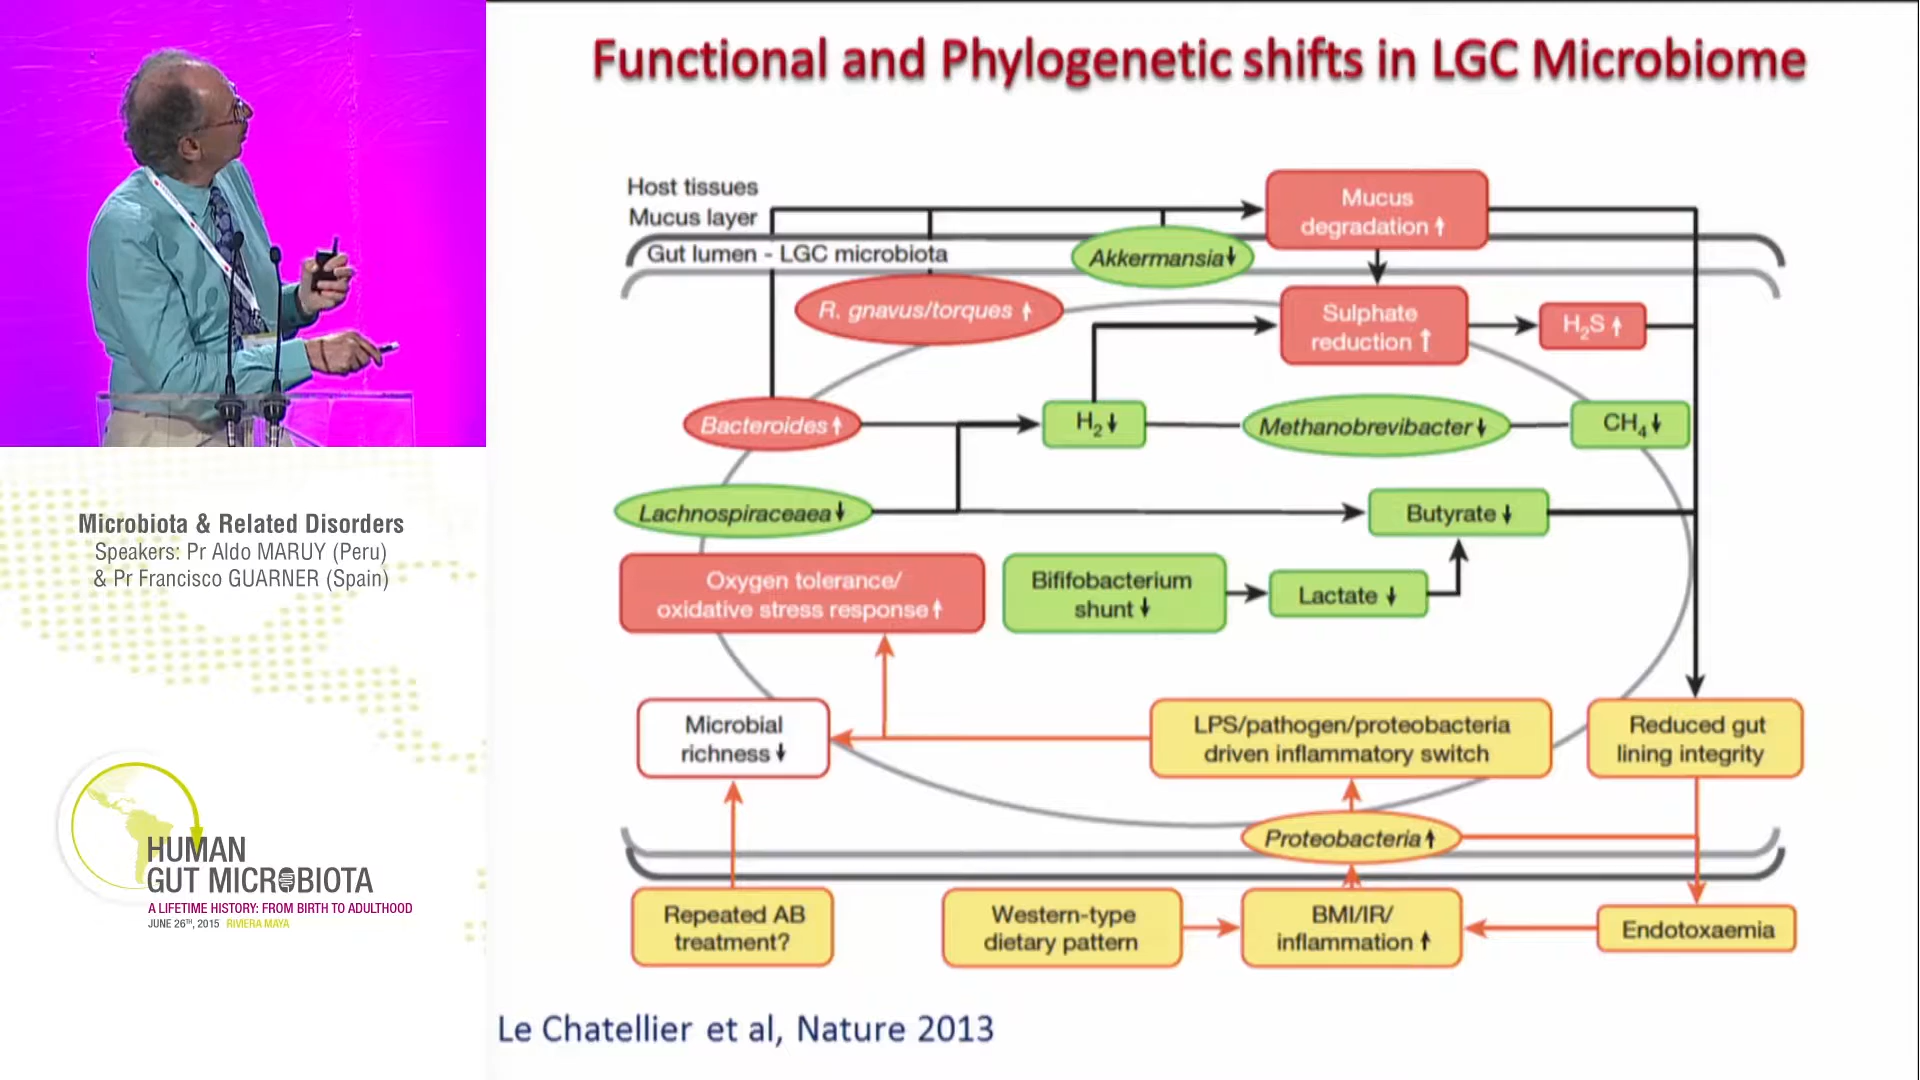 Functional and Phylogenetic shifts in LGC Microbiome
Host tissues
Mucus layer
Gut lumen - LGC microbiota
Mucus
degradation ↑
Akkermansia ↓
R. gnavus/torques ↑
Sulphate
reduction ↑
H₂S ↑
Bacteroides ↑
H₂ ↓
Methanobrevibacter ↓
CH₄ ↓
Lachnospiraceaea ↓
Butyrate ↓
Oxygen tolerance/
oxidative stress response ↑
Bififobacterium
shunt ↓
Lactate ↓
Microbial
richness ↓
LPS/pathogen/proteobacteria
driven inflammatory switch
Reduced gut
lining integrity
Proteobacteria ↑
Repeated AB
treatment?
Western-type
dietary pattern
BMI/IR/
inflammation ↑
Endotoxaemia
Le Chatellier et al, Nature 2013
Microbiota & Related Disorders
Speakers: Pr Aldo MARUY (Peru)
& Pr Francisco GUARNER (Spain)
HUMAN
GUT MICROBIOTA
A LIFETIME HISTORY: FROM BIRTH TO ADULTHOOD
JUNE 26TH, 2015 RIVIERA MAYA